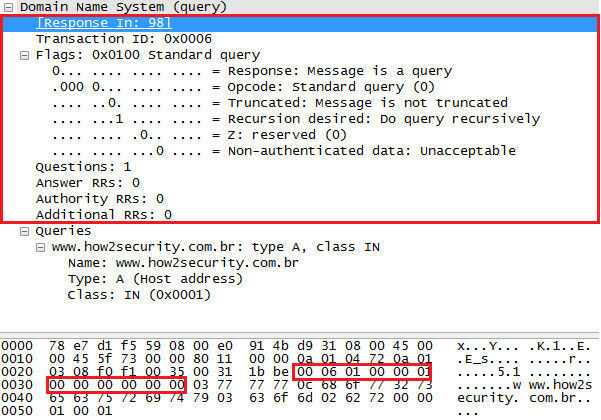 Domain Name System (query)
[Response In: 98]
Transaction ID: 0x0006
Flags: 0x0100 Standard query
0... .... .... .... = Response: Message is a query
.000 0... .... .... = Opcode: Standard query (0)
.... ..0. .... .... = Truncated: Message is not truncated
.... ...1 .... .... = Recursion desired: Do query recursively
.... .... .0.. .... = Z: reserved (0)
.... .... ...0 .... = Non-authenticated data: Unacceptable
Questions: 1
Answer RRs: 0
Authority RRs: 0
Additional RRs: 0
Queries
www.how2security.com.br: type A, class IN
Name: www.how2security.com.br
Type: A (Host address)
Class: IN (0x0001)
0000 78 e7 d1 f5 59 08 00 e0 91 4b d9 31 08 00 45 00 x...Y... .K.1..E.
0010 00 45 5f 73 00 00 80 11 00 00 0a 01 04 72 0a 01 .E_s.... .....r..
0020 03 08 f0 f1 00 35 00 31 1b be 00 06 01 00 00 01 .....5.1 ........
0030 00 00 00 00 00 00 03 77 77 77 0c 68 6f 77 32 73 .......w ww.how2s
0040 65 63 75 72 69 74 79 03 63 6f 6d 02 62 72 00 00 ecurity. com.br..
0050 01 00 01 ...